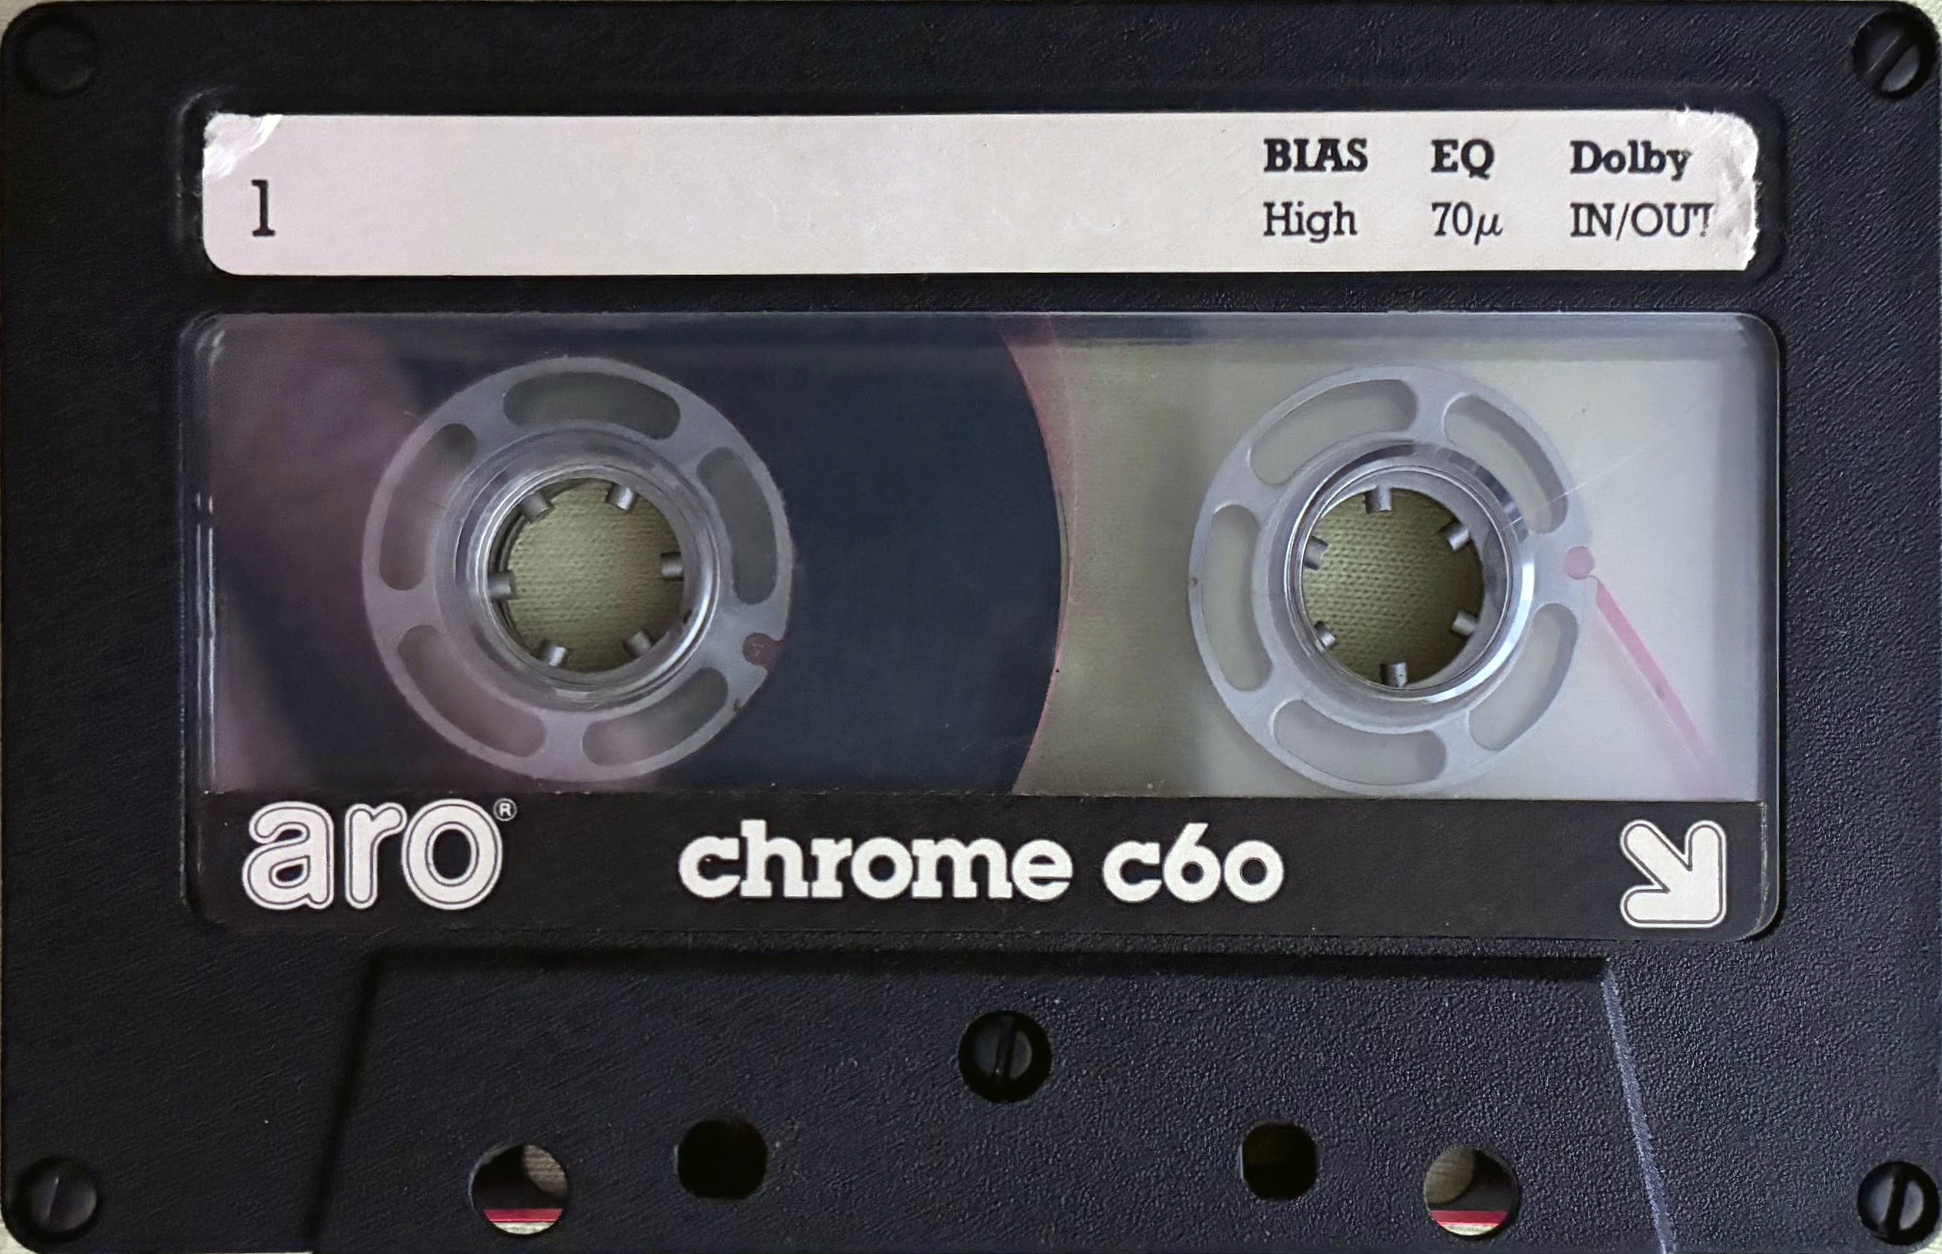 BIAS EQ Dolby
1 High 70µ IN/OUT
aro®
chrome c60